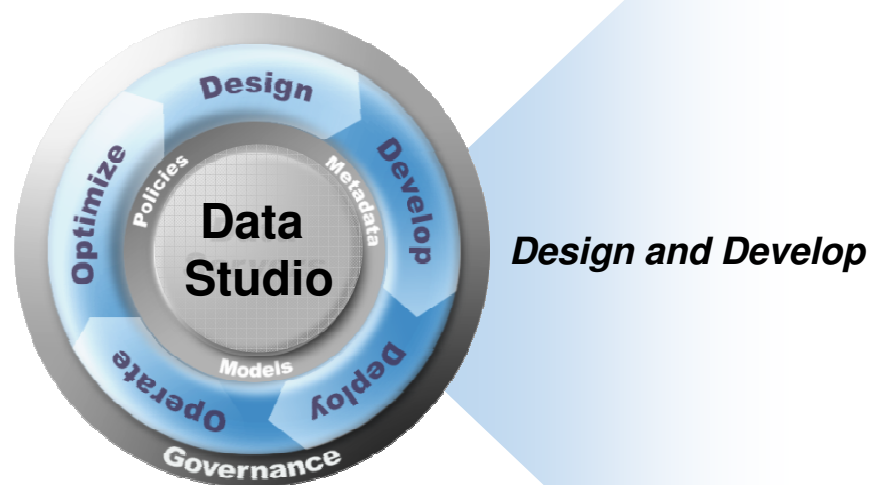 Design
Develop
Deploy
Operate
Optimize
Policies
Metadata
Models
Data
Studio
Governance
Design and Develop